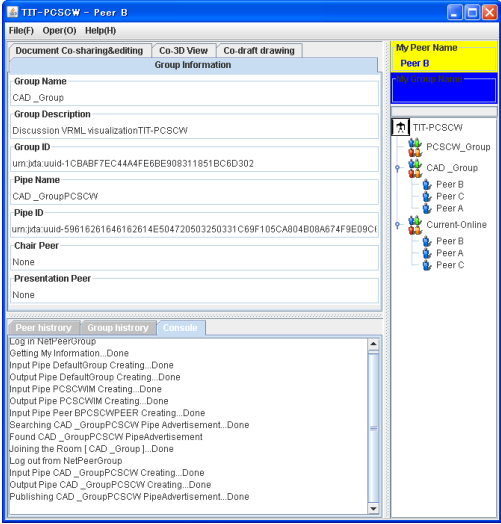 TIT-PCSCW - Peer B
File(F) Oper(O) Help(H)
Document Co-sharing&editing Co-3D View Co-draft drawing
Group Information
Group Name
CAD _Group
Group Description
Discussion VRML visualizationTIT-PCSCW
Group ID
urn:jxta:uuid-1CBABF7EC44A4FE6BE908311851BC6D302
Pipe Name
CAD _GroupPCSCW
Pipe ID
urn:jxta:uuid-59616261646162614E504720503250331C69F105CA804B08A674F9E09C
Chair Peer
None
Presentation Peer
None
Peer histrory Group histrory Console
Log in NetPeerGroup
Getting My Information...Done
Input Pipe DefaultGroup Creating...Done
Output Pipe DefaultGroup Creating...Done
Input Pipe PCSCWIM Creating...Done
Output Pipe PCSCWIM Creating...Done
Input Pipe Peer BPCSCWPEER Creating...Done
Searching CAD _GroupPCSCW Pipe Advertisement...Done
Found CAD _GroupPCSCW PipeAdvertisement
Joining the Room [ CAD _Group ]...Done
Log out from NetPeerGroup
Input Pipe CAD _GroupPCSCW Creating...Done
Output Pipe CAD _GroupPCSCW Creating...Done
Publishing CAD _GroupPCSCW PipeAdvertisement...Done
My Peer Name
Peer B
My Group Name
TIT-PCSCW
PCSCW_Group
CAD _Group
Peer B
Peer C
Peer A
Current-Online
Peer B
Peer A
Peer C